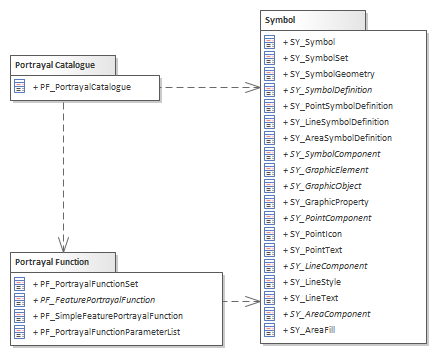 Portrayal Catalogue
+ PF_PortrayalCatalogue
Symbol
+ SY_Symbol
+ SY_SymbolSet
+ SY_SymbolGeometry
+ SY_SymbolDefinition
+ SY_PointSymbolDefinition
+ SY_LineSymbolDefinition
+ SY_AreaSymbolDefinition
+ SY_SymbolComponent
+ SY_GraphicElement
+ SY_GraphicObject
+ SY_GraphicProperty
+ SY_PointComponent
+ SY_PointIcon
+ SY_PointText
+ SY_LineComponent
+ SY_LineStyle
+ SY_LineText
+ SY_AreaComponent
+ SY_AreaFill
Portrayal Function
+ PF_PortrayalFunctionSet
+ PF_FeaturePortrayalFunction
+ PF_SimpleFeaturePortrayalFunction
+ PF_PortrayalFunctionParameterList